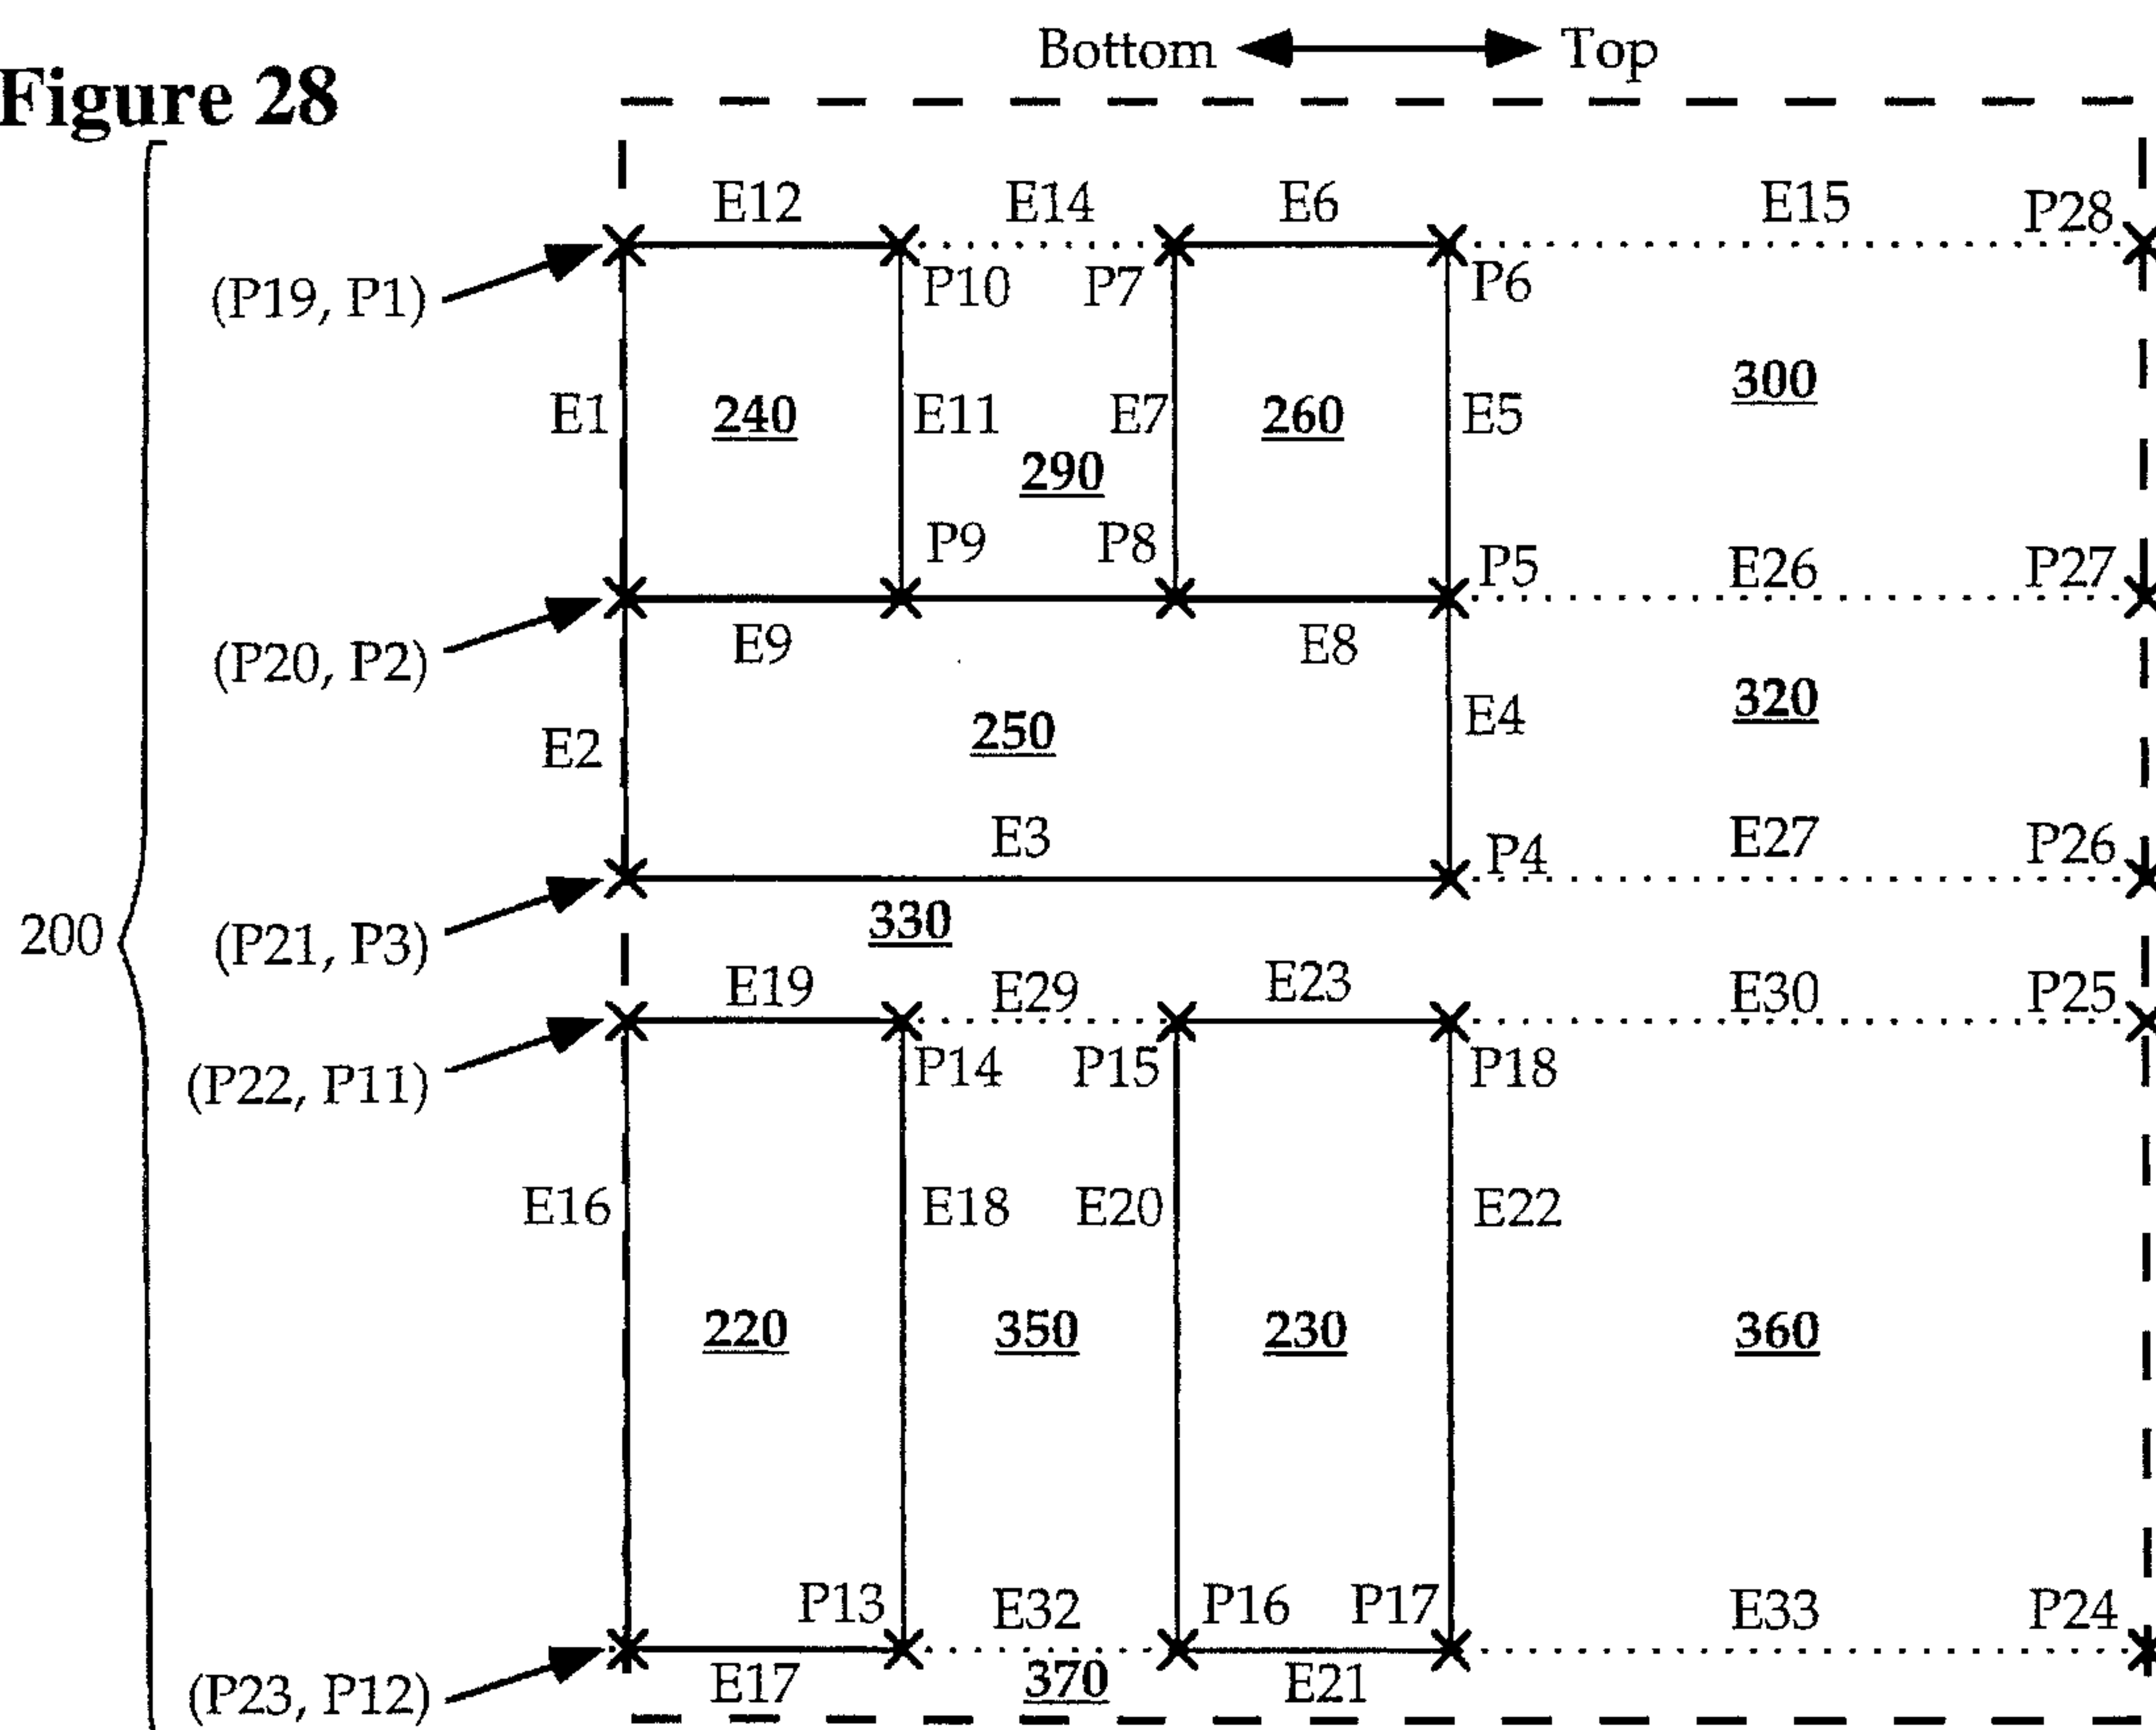 Bottom Top
Figure 28
E12 E14 E6 E15 P28
(P19, P1) P10 P7 P6
300
E1 240 E11 E7 260 E5
290
P9 P8 P5 E26 P27
(P20, P2) E9 E8
320
E2 250 E4
E3 P4 E27 P26
200 (P21, P3) 330
E19 E29 E23 E30 P25
(P22, P11) P14 P15 P18
E16 E18 E20 E22
220 350 230 360
P13 E32 P16 P17 E33 P24
(P23, P12) E17 370 E21